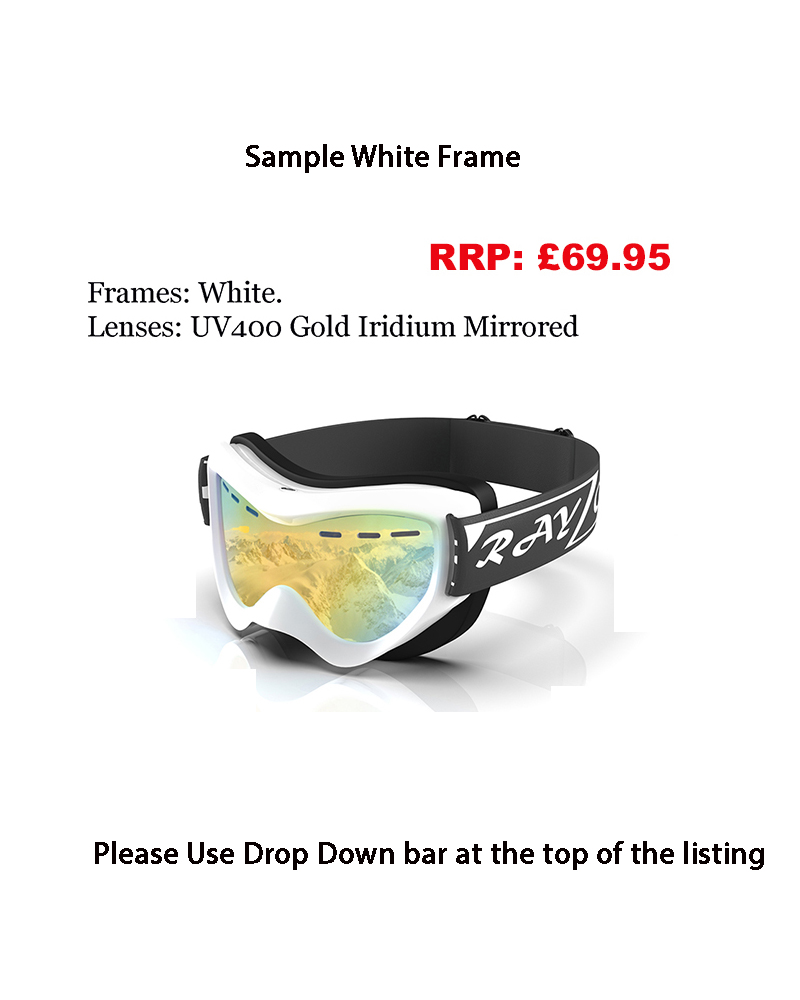 Sample White Frame
RRP: £69.95
Frames: White.
Lenses: UV400 Gold Iridium Mirrored
Please Use Drop Down bar at the top of the listing